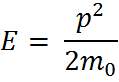 E = p²/2m₀